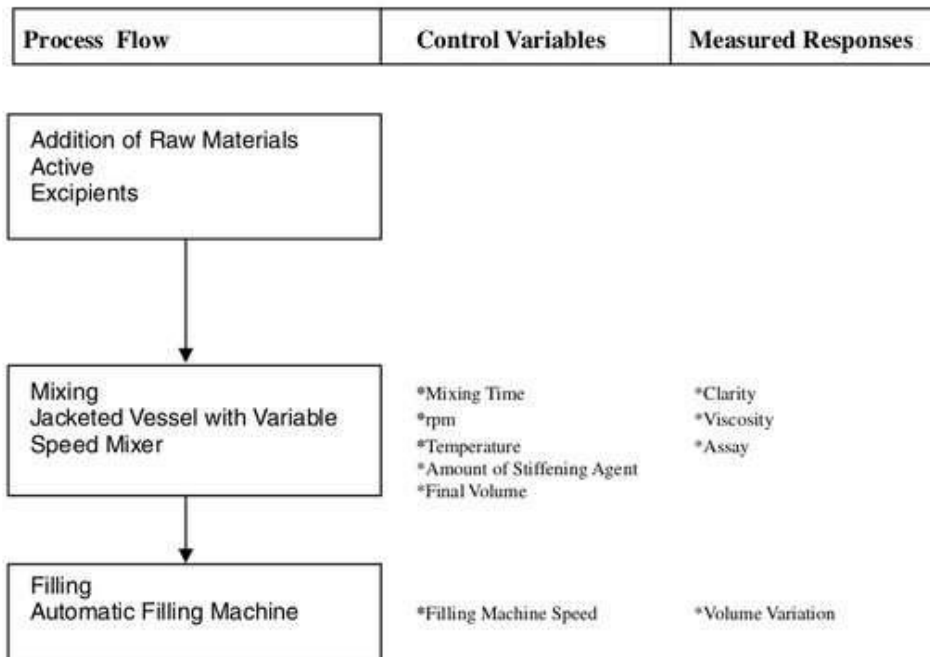 Process Flow
Control Variables
Measured Responses
Addition of Raw Materials
Active
Excipients
Mixing
Jacketed Vessel with Variable
Speed Mixer
*Mixing Time
*rpm
*Temperature
*Amount of Stiffening Agent
*Final Volume
*Clarity
*Viscosity
*Assay
Filling
Automatic Filling Machine
*Filling Machine Speed
*Volume Variation